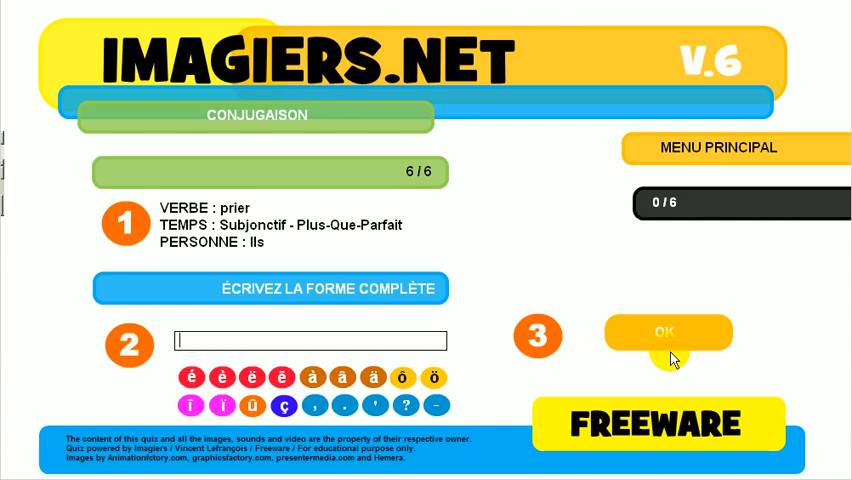 IMAGIERS.NET
V.6
CONJUGAISON
MENU PRINCIPAL
6 / 6
0 / 6
1
VERBE : prier
TEMPS : Subjonctif - Plus-Que-Parfait
PERSONNE : Ils
ÉCRIVEZ LA FORME COMPLÈTE
2
3
OK
é è ë ē à â ä ô ö
Î Ï û ç , . ' ? -
FREEWARE
The content of this quiz and all the images, sounds and video are the property of their respective owner.
Quiz powered by Imagiers / Vincent Lefrançois / Freeware / For educational purpose only.
Images by Animationfctory.com, graphicsfactory.com, presentermedia.com and Hemera.